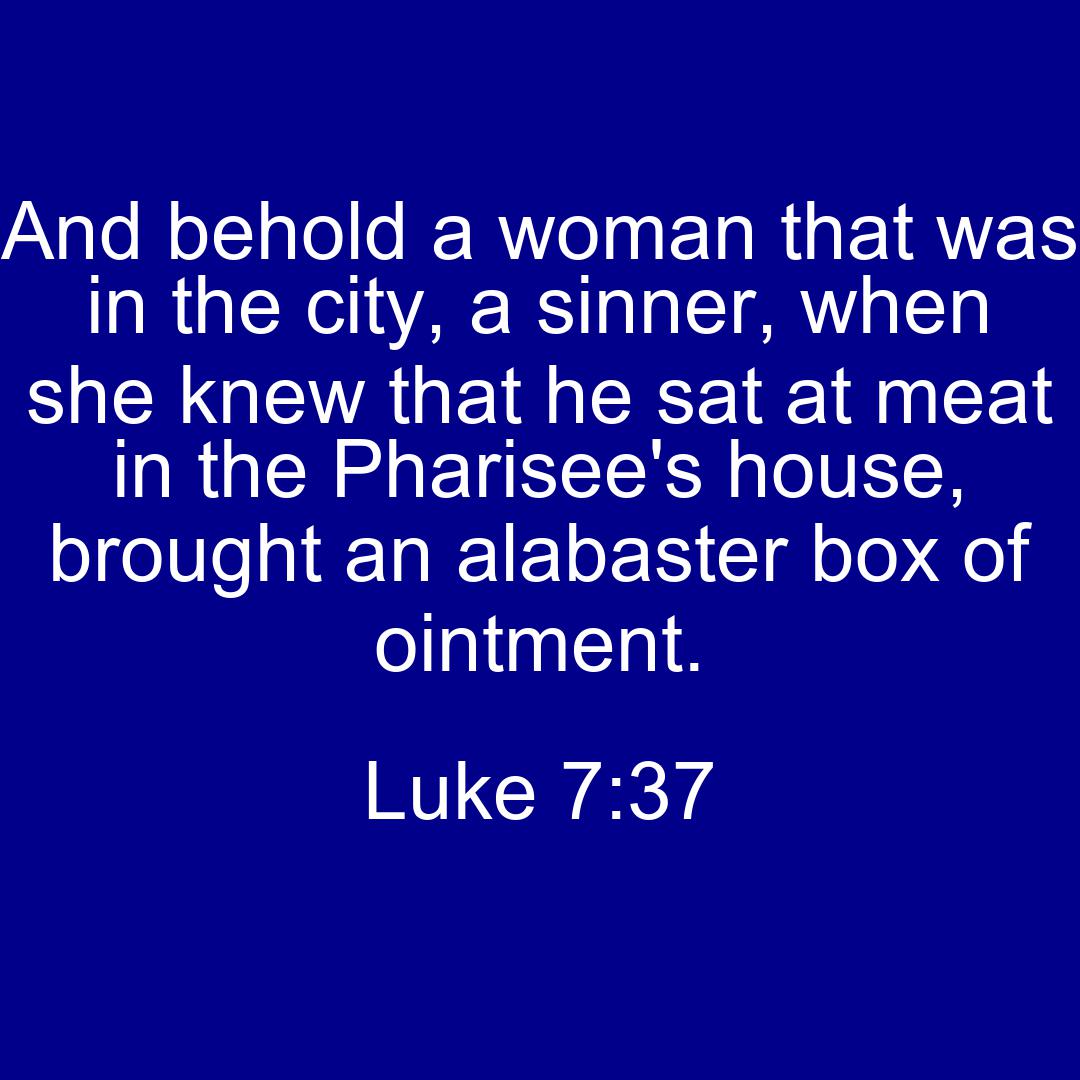 And behold a woman that was
in the city, a sinner, when
she knew that he sat at meat
in the Pharisee's house,
brought an alabaster box of
ointment.
Luke 7:37